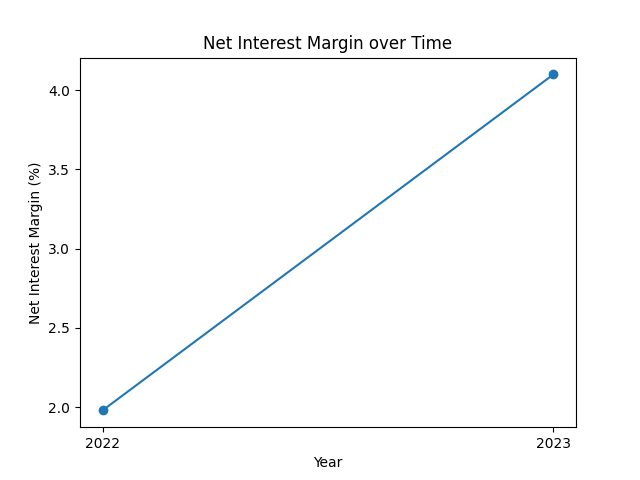 Net Interest Margin over Time
Net Interest Margin (%)
4.0
3.5
3.0
2.5
2.0
2022
2023
Year